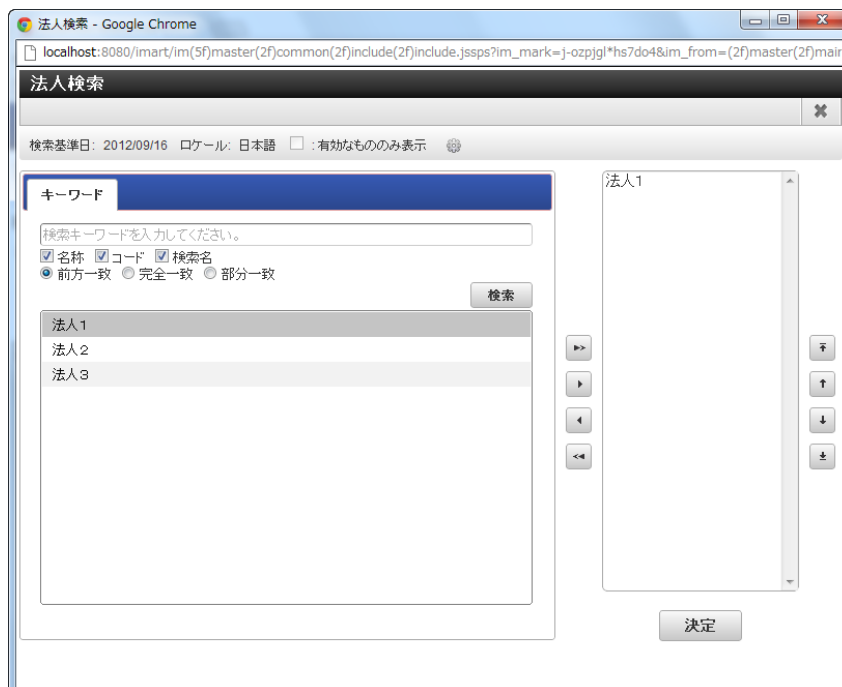 法人検索 - Google Chrome
localhost:8080/imart/im(5f)master(2f)common(2f)include(2f)include.jssps?im_mark=j-ozpjgl*hs7do4&im_from=(2f)master(2f)mair
法人検索
検索基準日: 2012/09/16 ロケール: 日本語 :有効なもののみ表示
キーワード
検索キーワードを入力してください。
名称 コード 検索名
前方一致 完全一致 部分一致
検索
法人1
法人2
法人3
法人1
決定